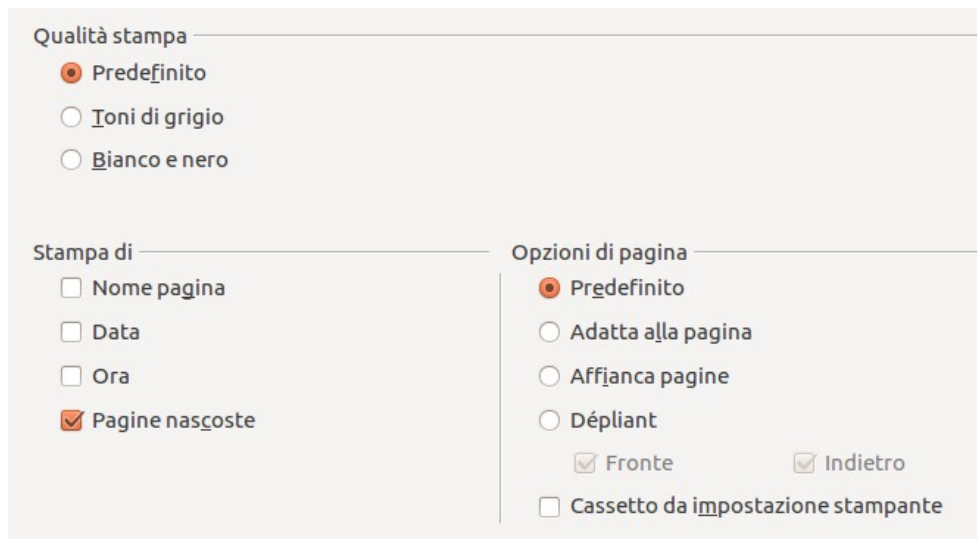 Qualità stampa
Predefinito
Toni di grigio
Bianco e nero
Stampa di
Nome pagina
Data
Ora
Pagine nascoste
Opzioni di pagina
Predefinito
Adatta alla pagina
Affianca pagine
Dépliant
Fronte Indietro
Cassetto da impostazione stampante